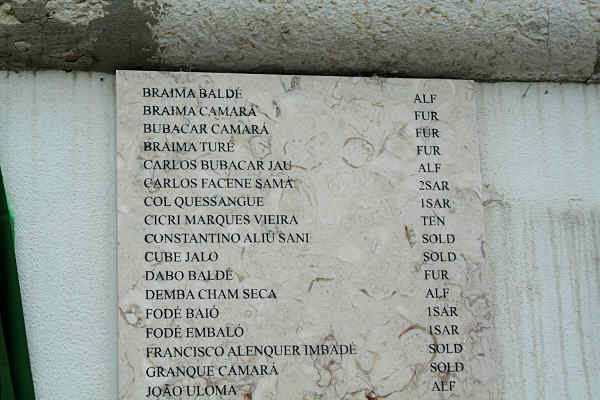 BRAIMA BALDÉ ALF
BRAIMA CAMARÁ FUR
BUBACAR CAMARÁ FUR
BRAIMA TURÉ FUR
CARLOS BUBACAR JAU ALF
CARLOS FACENE SAMA 2SAR
COL QUESSANGUE 1SAR
CICRI MARQUES VIEIRA TEN
CONSTANTINO ALIÚ SANI SOLD
CUBE JALO SOLD
DABO BALDÉ FUR
DEMBA CHAM SECA ALF
FODÉ BAIÓ 1SAR
FODÉ EMBALÓ 1SAR
FRANCISCO ALENQUER IMBADÉ SOLD
GRANQUE CAMARÁ SOLD
JOÃO ULOMA ALF